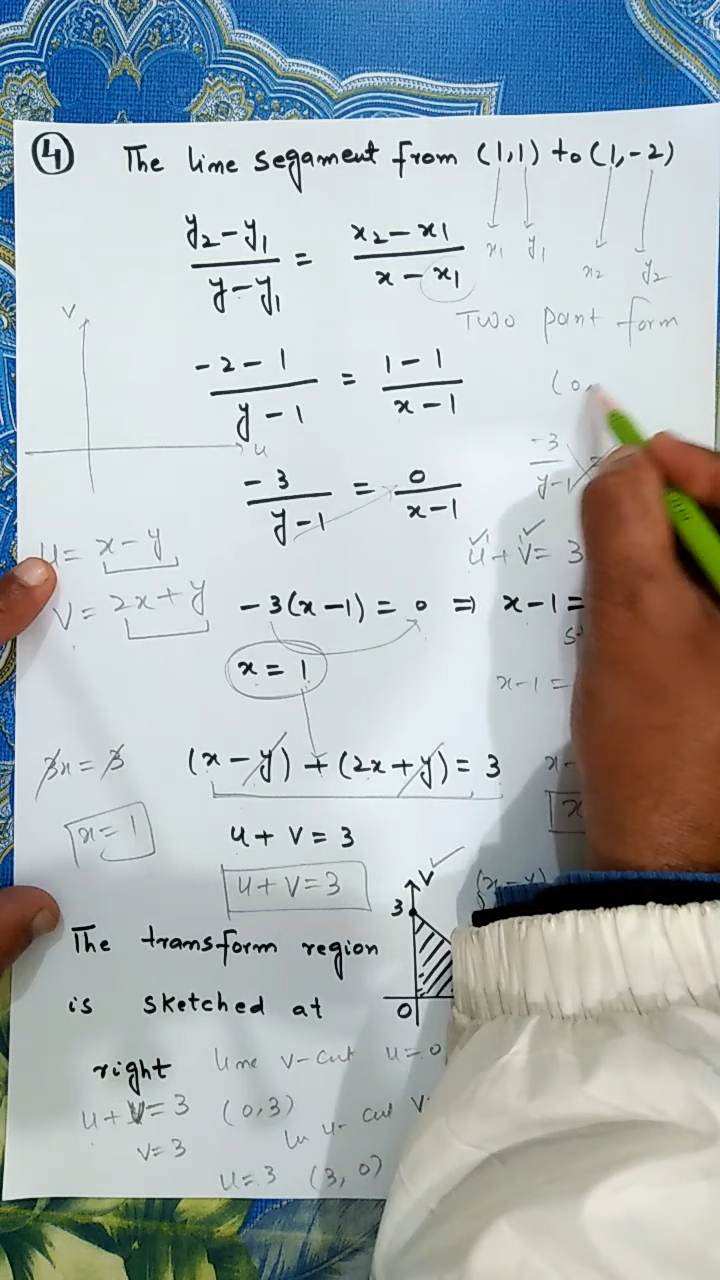 ④ The lime segament from (1,1) to (1,-2)
y2-y1/y-y1 = x2-x1/x-x1
x1 y1 x2 y2
Two point form
v
u
-2-1/y-1 = 1-1/x-1
(0,
-3/y-1 =
-3/y-1 = 0/x-1
u = x-y
u + v = 3
v = 2x+y
-3(x-1) = 0 ⇒ x-1 =
x = 1
x-1 =
3x = 3
(x-y) + (2x+y) = 3
x = 1
u + v = 3
u + v = 3
v
3
(x-y)
The transform region
is sketched at
0
right
line v-cut u=0,
u + v = 3 (0,3)
v = 3
u- cut v
u = 3 (3,0)